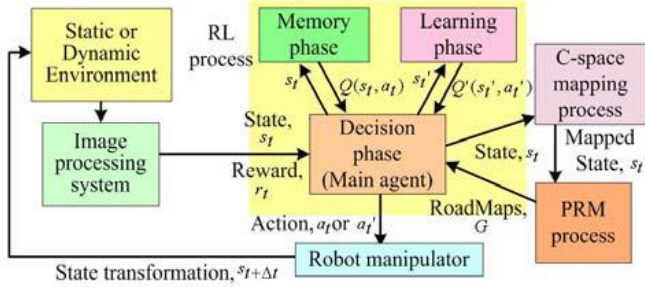 Static or
Dynamic
Environment
RL
process
Memory
phase
Learning
phase
C-space
mapping
process
s_t
Q(s_t, a_t)
s_t'
Q'(s_t', a_t')
State,
s_t
Image
processing
system
Decision
phase
(Main agent)
Reward,
r_t
State, s_t
Mapped
State, s_t
RoadMaps,
G
PRM
process
Action, a_t or a_t'
Robot manipulator
State transformation, s_{t+Δt}